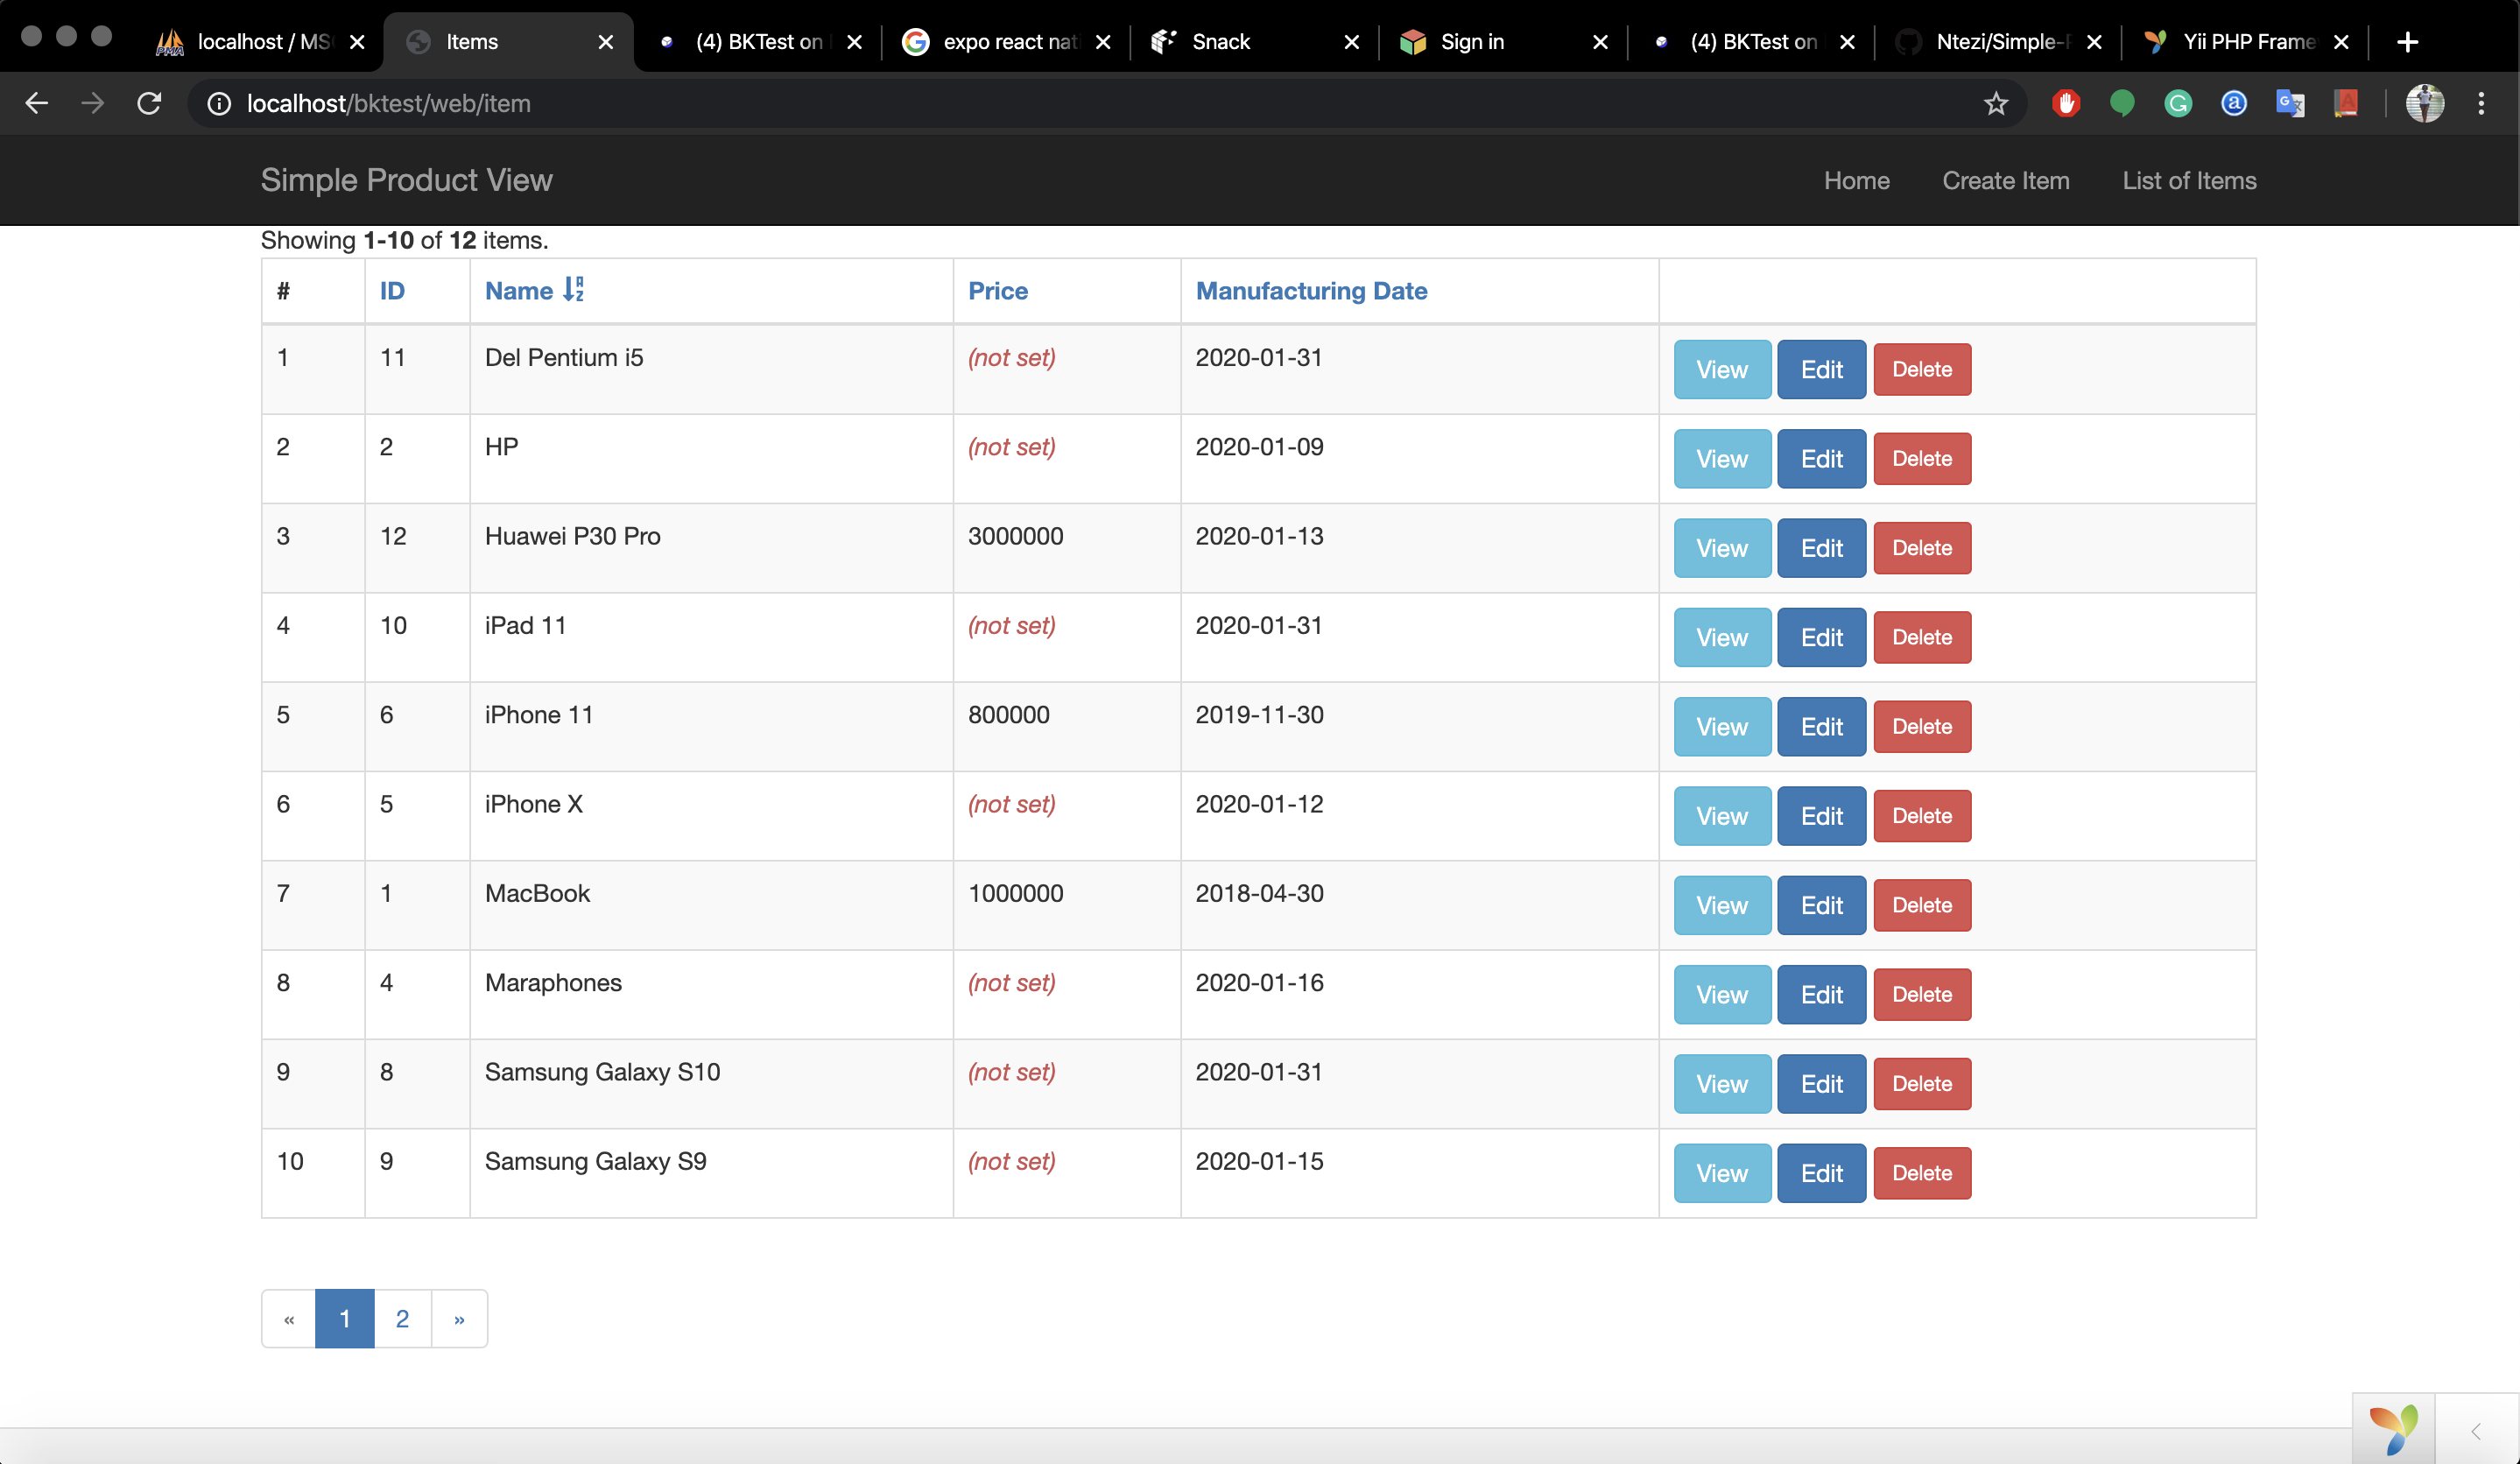 localhost / MS
Items
(4) BKTest on
expo react nat
Snack
Sign in
(4) BKTest on
Ntezi/Simple-
Yii PHP Frame
localhost/bktest/web/item
Simple Product View
Home
Create Item
List of Items
Showing 1-10 of 12 items.
# ID Name Price Manufacturing Date
1 11 Del Pentium i5 (not set) 2020-01-31 View Edit Delete
2 2 HP (not set) 2020-01-09 View Edit Delete
3 12 Huawei P30 Pro 3000000 2020-01-13 View Edit Delete
4 10 iPad 11 (not set) 2020-01-31 View Edit Delete
5 6 iPhone 11 800000 2019-11-30 View Edit Delete
6 5 iPhone X (not set) 2020-01-12 View Edit Delete
7 1 MacBook 1000000 2018-04-30 View Edit Delete
8 4 Maraphones (not set) 2020-01-16 View Edit Delete
9 8 Samsung Galaxy S10 (not set) 2020-01-31 View Edit Delete
10 9 Samsung Galaxy S9 (not set) 2020-01-15 View Edit Delete
« 1 2 »